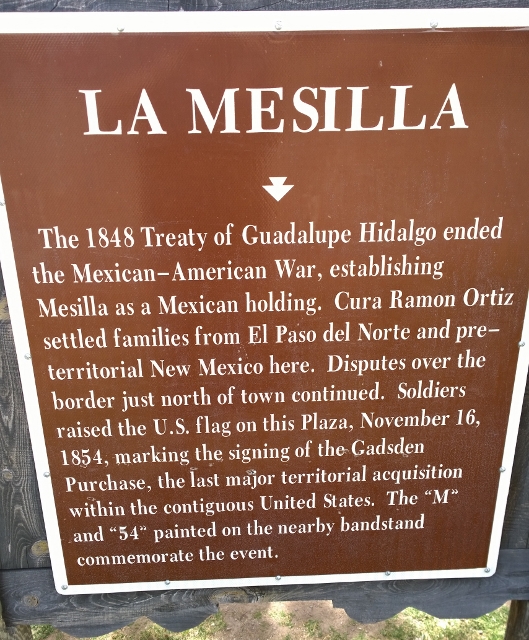 LA MESILLA
The 1848 Treaty of Guadalupe Hidalgo ended
the Mexican–American War, establishing
Mesilla as a Mexican holding. Cura Ramon Ortiz
settled families from El Paso del Norte and pre–
territorial New Mexico here. Disputes over the
border just north of town continued. Soldiers
raised the U.S. flag on this Plaza, November 16,
1854, marking the signing of the Gadsden
Purchase, the last major territorial acquisition
within the contiguous United States. The “M”
and “54” painted on the nearby bandstand
commemorate the event.